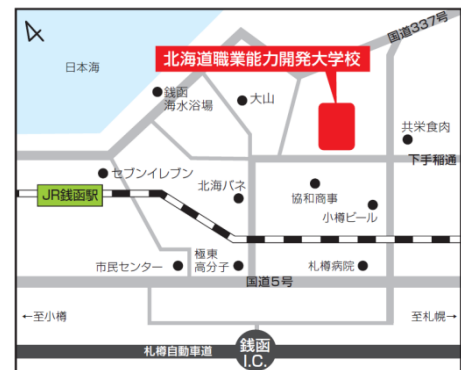 国道337号
日本海
北海道職業能力開発大学校
銭函
海水浴場
大山
共栄食肉
下手稲通
セブンイレブン
JR銭函駅
北海バネ
協和商事
小樽ビール
市民センター
極東
高分子
札樽病院
国道5号
←至小樽
至札幌→
札樽自動車道
銭函
I.C.